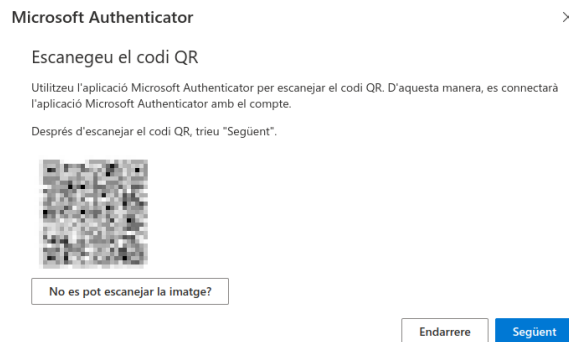 Microsoft Authenticator
Escanegeu el codi QR
Utilitzeu l'aplicació Microsoft Authenticator per escanejar el codi QR. D'aquesta manera, es connectarà
l'aplicació Microsoft Authenticator amb el compte.
Després d'escanejar el codi QR, trieu "Següent".
No es pot escanejar la imatge?
Endarrere
Següent